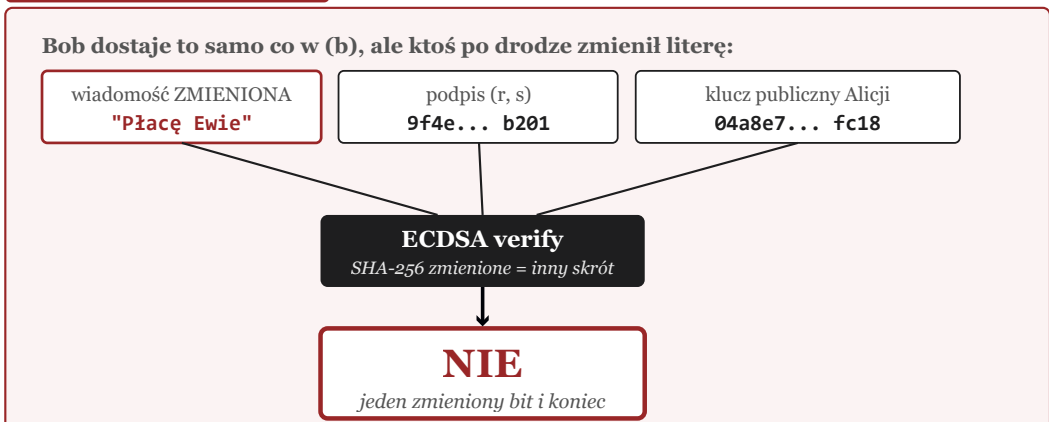 Bob dostaje to samo co w (b), ale ktoś po drodze zmienił literę:
wiadomość ZMIENIONA
"Płacę Ewie"
podpis (r, s)
9f4e... b201
klucz publiczny Alicji
04a8e7... fc18
ECDSA verify
SHA-256 zmienione = inny skrót
NIE
jeden zmieniony bit i koniec